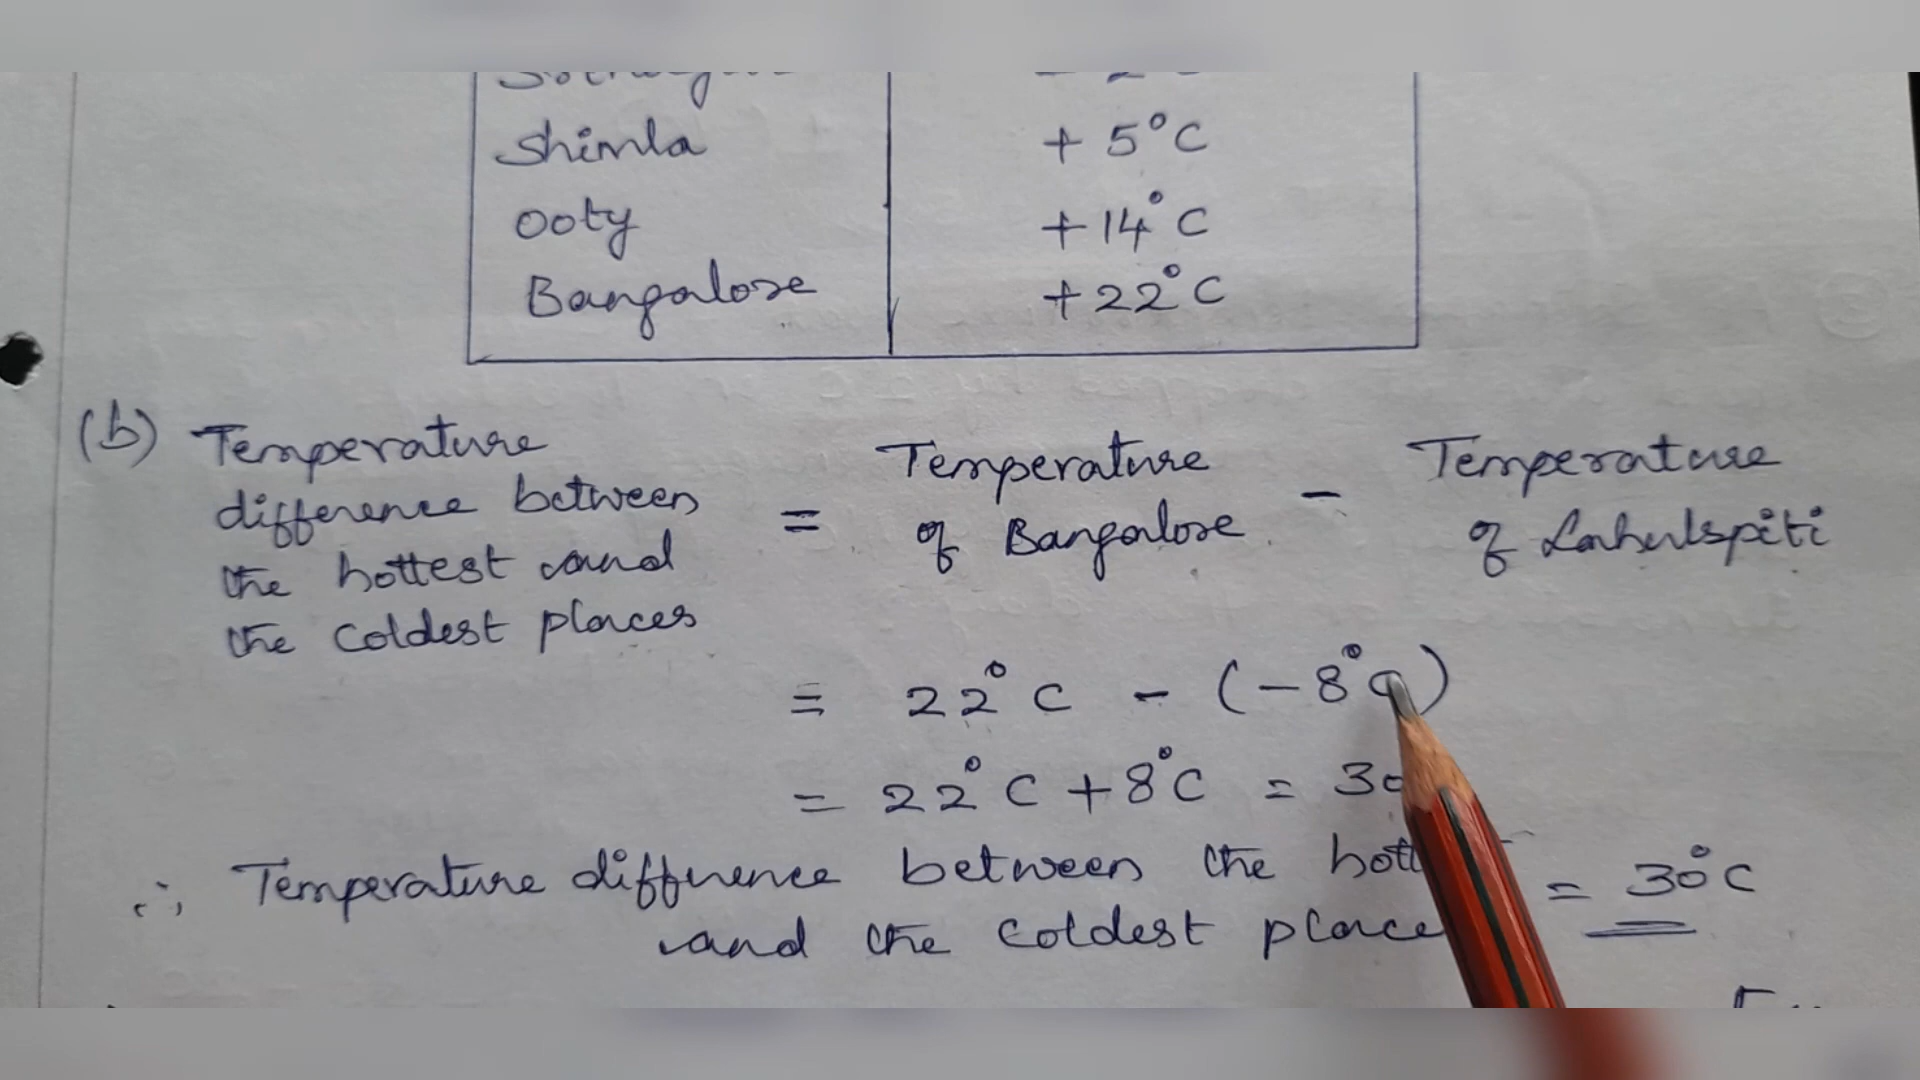 Shimla +5°C
Ooty +14°C
Bangalore +22°C
(b) Temperature difference between the hottest and the coldest places = Temperature of Bangalore - Temperature of Lahulspiti
= 22°C - (-8°C)
= 22°C + 8°C = 30
∴ Temperature difference between the hott
and the coldest place = 30°C